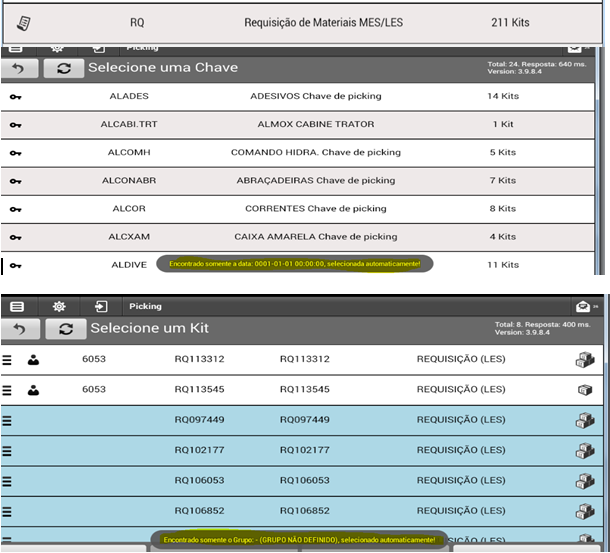 RQ Requisição de Materiais MES/LES 211 Kits
Picking
Selecione uma Chave
Total: 24. Resposta: 640 ms.
Version: 3.9.8.4
ALADES ADESIVOS Chave de picking 14 Kits
ALCABI.TRT ALMOX CABINE TRATOR 1 Kit
ALCOMH COMANDO HIDRA. Chave de picking 5 Kits
ALCONABR ABRAÇADEIRAS Chave de picking 7 Kits
ALCOR CORRENTES Chave de picking 8 Kits
ALCXAM CAIXA AMARELA Chave de picking 4 Kits
ALDIVE 11 Kits
Encontrado somente a data: 0001-01-01 00:00:00, selecionada automaticamente!
Picking
Selecione um Kit
Total: 8. Resposta: 400 ms.
Version: 3.9.8.4
6053 RQ113312 RQ113312 REQUISIÇÃO (LES)
6053 RQ113545 RQ113545 REQUISIÇÃO (LES)
RQ097449 RQ097449 REQUISIÇÃO (LES)
RQ102177 RQ102177 REQUISIÇÃO (LES)
RQ106053 RQ106053 REQUISIÇÃO (LES)
RQ106852 RQ106852 REQUISIÇÃO (LES)
Encontrado somente o Grupo: - (GRUPO NÃO DEFINIDO), selecionado automaticamente!